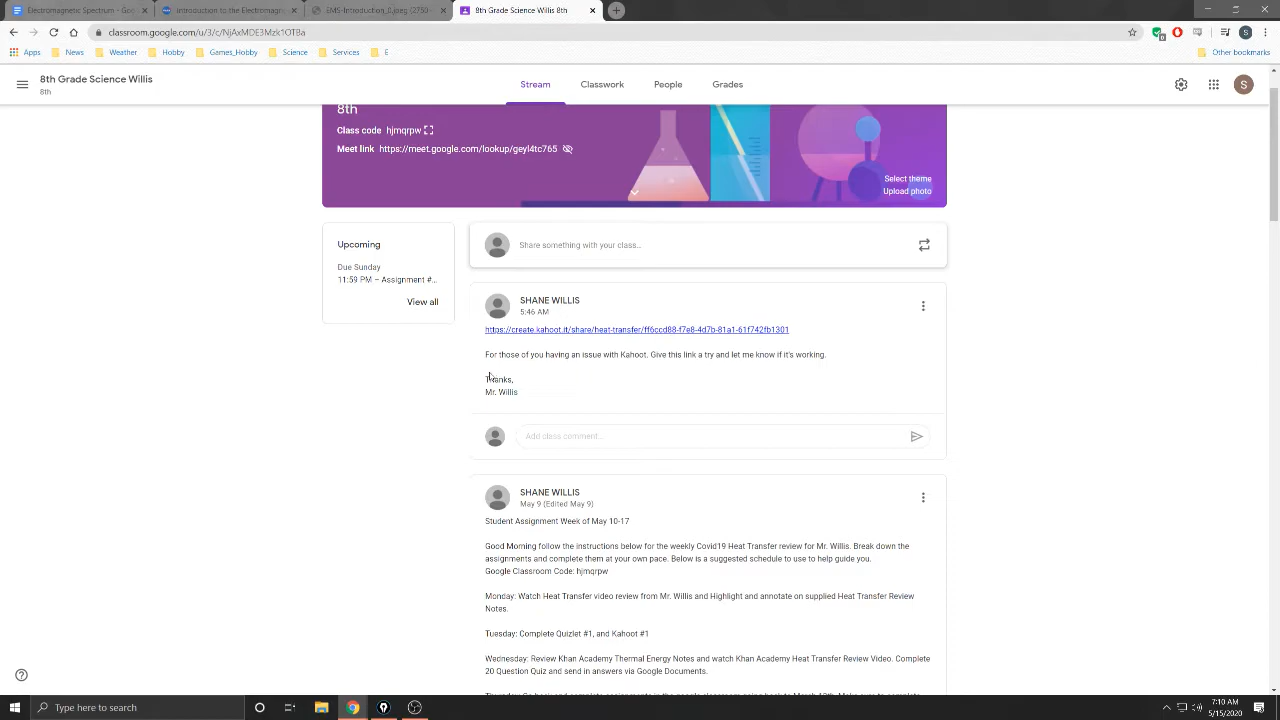 Electromagnetic Spectrum - Goo
Introduction to the Electromagnet
EMS-Introduction_0.jpeg (2750
8th Grade Science Willis 8th
classroom.google.com/u/3/c/NjAxMDE3Mzk1OTBa
S
Apps
News
Weather
Hobby
Games_Hobby
Science
Services
E
Other bookmarks
8th Grade Science Willis
8th
Stream
Classwork
People
Grades
S
8th
Class code hjmqrpw
Meet link https://meet.google.com/lookup/geyl4tc765
Select theme
Upload photo
Upcoming
Due Sunday
11:59 PM – Assignment #...
View all
Share something with your class...
SHANE WILLIS
5:46 AM
https://create.kahoot.it/share/heat-transfer/ff6ccd88-f7e8-4d7b-81a1-61f742fb1301
For those of you having an issue with Kahoot. Give this link a try and let me know if it's working.
Thanks,
Mr. Willis
Add class comment...
SHANE WILLIS
May 9 (Edited May 9)
Student Assignment Week of May 10-17
Good Morning follow the instructions below for the weekly Covid19 Heat Transfer review for Mr. Willis. Break down the
assignments and complete them at your own pace. Below is a suggested schedule to use to help guide you.
Google Classroom Code: hjmqrpw
Monday: Watch Heat Transfer video review from Mr. Willis and Highlight and annotate on supplied Heat Transfer Review
Notes.
Tuesday: Complete Quizlet #1, and Kahoot #1
Wednesday: Review Khan Academy Thermal Energy Notes and watch Khan Academy Heat Transfer Review Video. Complete
20 Question Quiz and send in answers via Google Documents.
Type here to search
7:10 AM
5/15/2020